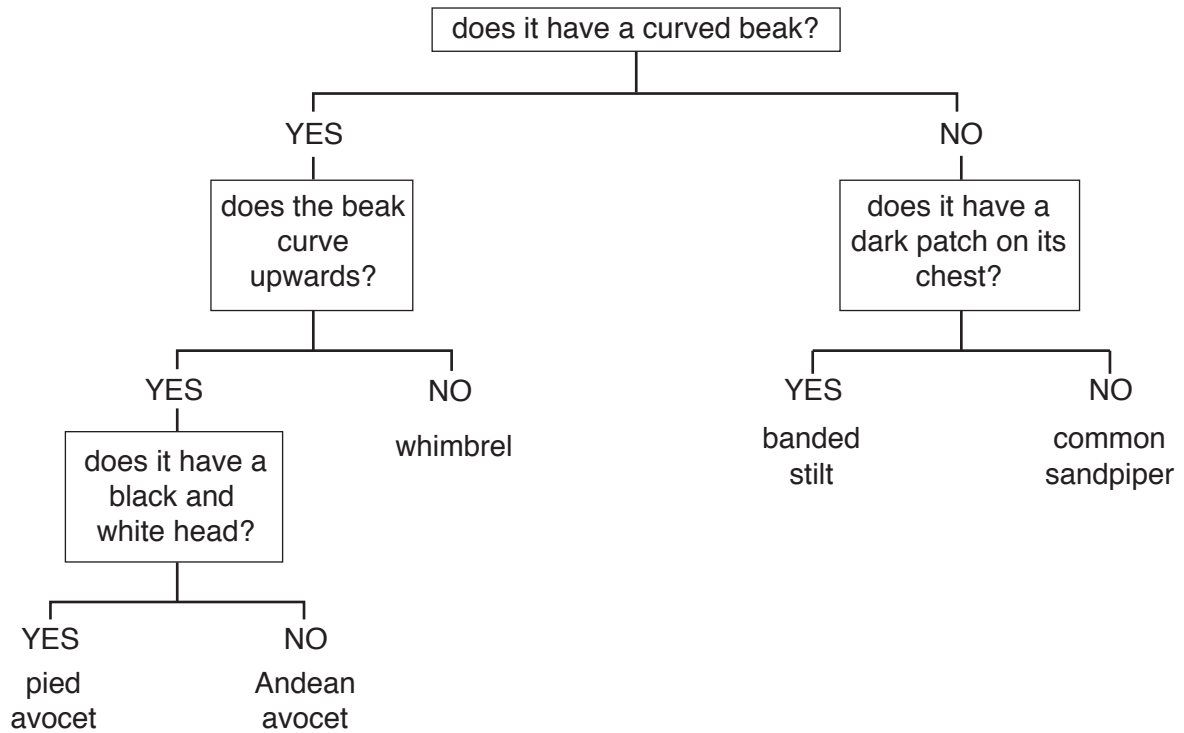 does it have a curved beak?
YES
NO
does the beak
curve
upwards?
does it have a
dark patch on its
chest?
YES
NO
YES
NO
whimbrel
banded
stilt
common
sandpiper
does it have a
black and
white head?
YES
NO
pied
avocet
Andean
avocet